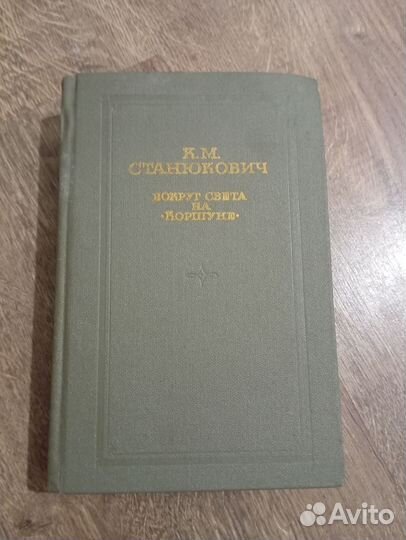 К.М.
СТАНЮКОВИЧ
ВОКРУГ СВЕТА
НА
„КОРШУНЕ“
Avito